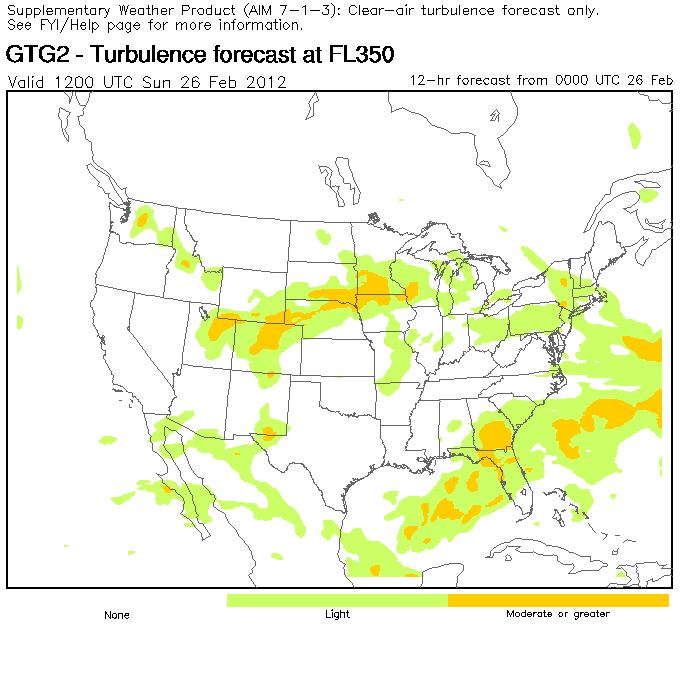 Supplementary Weather Product (AIM 7-1-3): Clear-air turbulence forecast only.
See FYI/Help page for more information.
GTG2 - Turbulence forecast at FL350
Valid 1200 UTC Sun 26 Feb 2012 12-hr forecast from 0000 UTC 26 Feb
None Light Moderate or greater